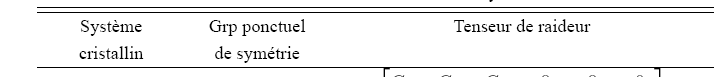 Système Grp ponctuel Tenseur de raideur
cristallin de symétrie